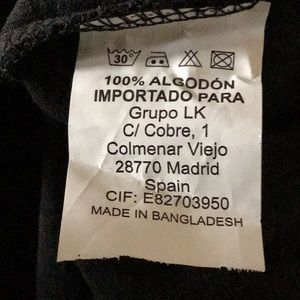 30°
100% ALGODÓN
IMPORTADO PARA
Grupo LK
C/ Cobre, 1
Colmenar Viejo
28770 Madrid
Spain
CIF: E82703950
MADE IN BANGLADESH